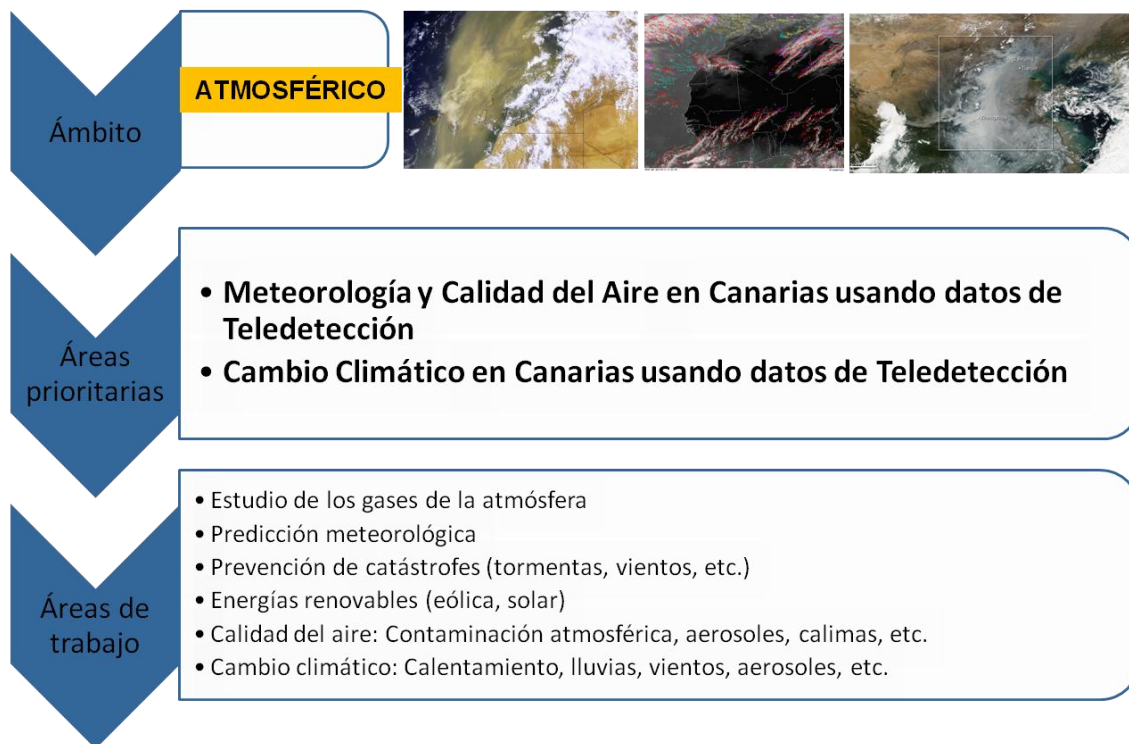 Ámbito
ATMOSFÉRICO
Áreas
prioritarias
• Meteorología y Calidad del Aire en Canarias usando datos de
Teledetección
• Cambio Climático en Canarias usando datos de Teledetección
Áreas de
trabajo
• Estudio de los gases de la atmósfera
• Predicción meteorológica
• Prevención de catástrofes (tormentas, vientos, etc.)
• Energías renovables (eólica, solar)
• Calidad del aire: Contaminación atmosférica, aerosoles, calimas, etc.
• Cambio climático: Calentamiento, lluvias, vientos, aerosoles, etc.